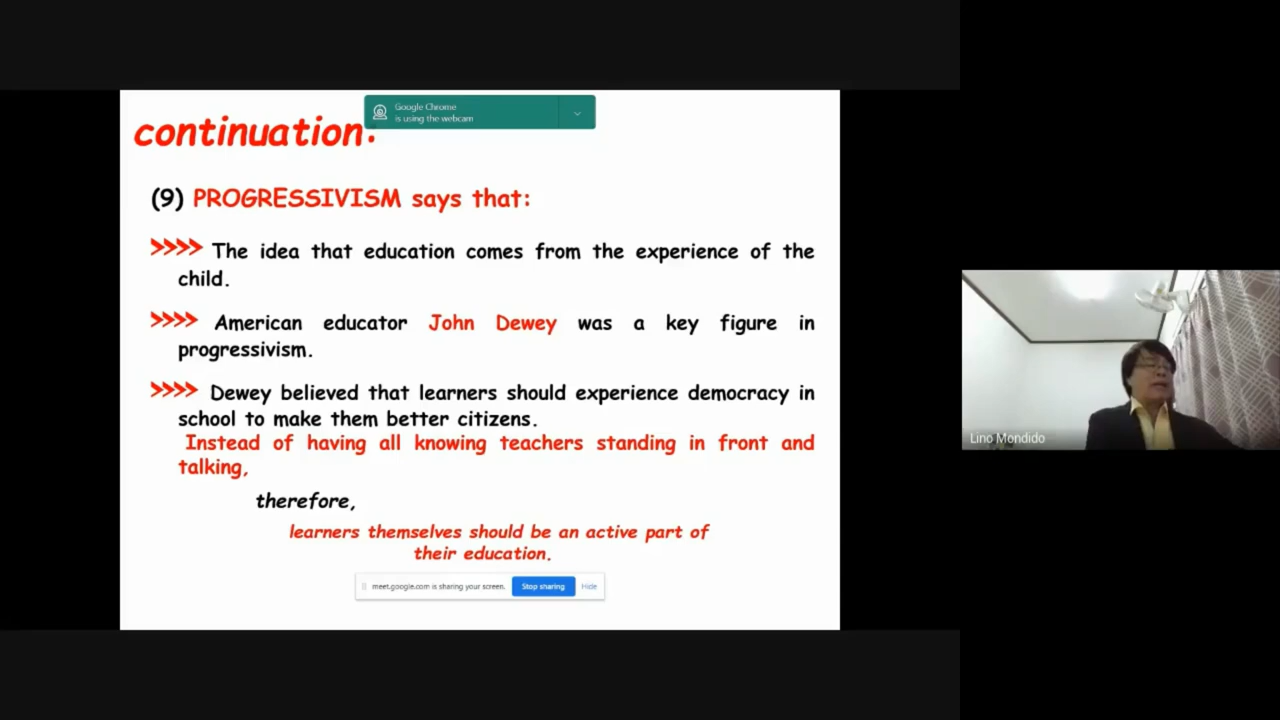 Google Chrome
is using the webcam
continuation.
(9) PROGRESSIVISM says that:
>>>> The idea that education comes from the experience of the
child.
>>>> American educator John Dewey was a key figure in
progressivism.
>>>> Dewey believed that learners should experience democracy in
school to make them better citizens.
Instead of having all knowing teachers standing in front and
talking,
therefore,
learners themselves should be an active part of
their education.
meet.google.com is sharing your screen. Stop sharing Hide
Lino Mondido